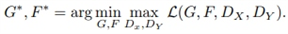 G*, F* = arg min max L(G, F, D_X, D_Y).
G,F D_x,D_Y